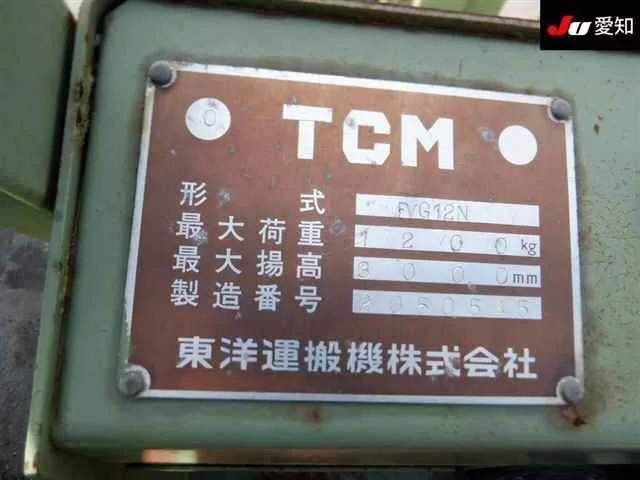 JU 愛知
0 TCM
形式 FVG12N
最大荷重 1200kg
最大揚高 3000mm
製造番号
東洋運搬機株式会社